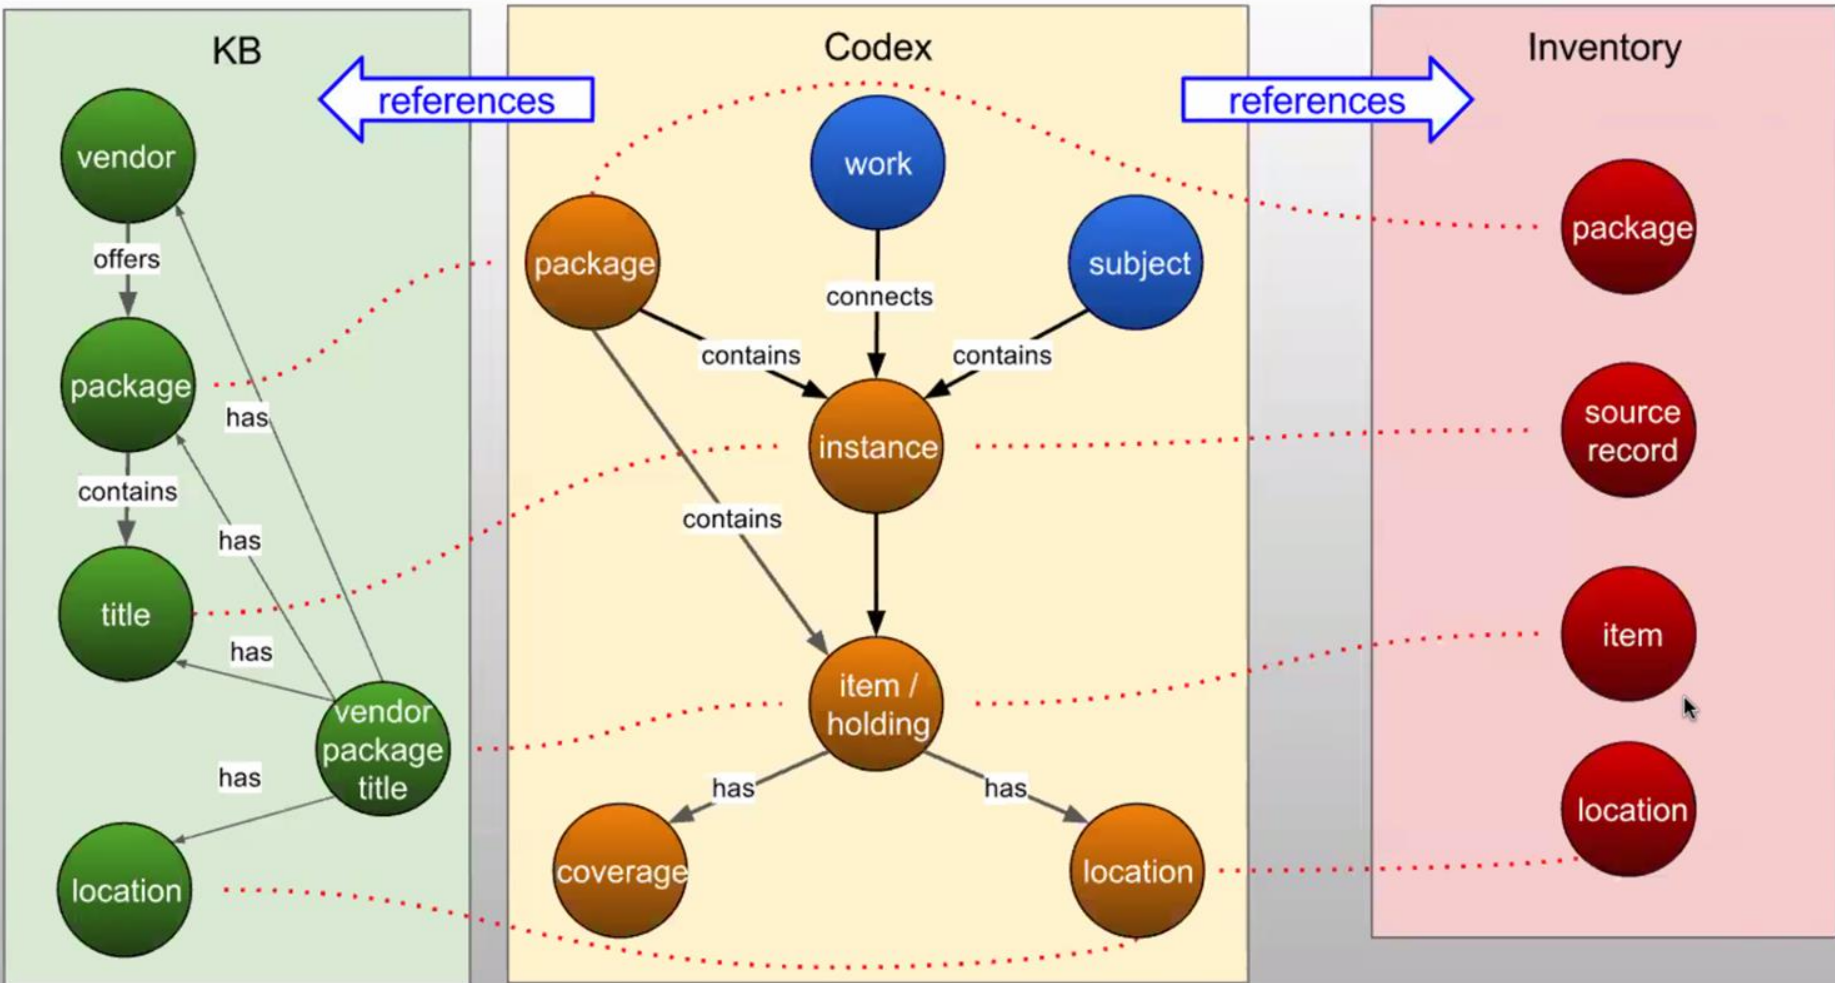 KB
references
vendor
offers
package
has
contains
has
title
has
vendor
package
title
has
location
Codex
work
package
subject
connects
contains
contains
instance
contains
item /
holding
has
has
coverage
location
Inventory
references
package
source
record
item
location